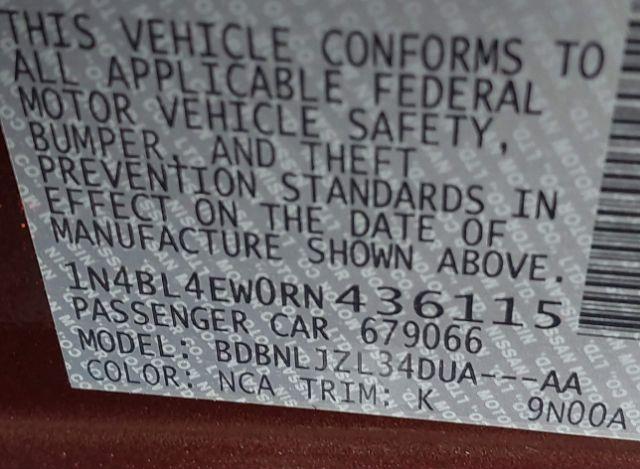 THIS VEHICLE CONFORMS TO
ALL APPLICABLE FEDERAL
MOTOR VEHICLE SAFETY,
BUMPER, AND THEFT
PREVENTION STANDARDS IN
EFFECT ON THE DATE OF
MANUFACTURE SHOWN ABOVE.
1N4BL4EW0RN436115
PASSENGER CAR 679066
MODEL: BDBNLJZL34DUA---AA
COLOR: NCA TRIM: K 9N00A